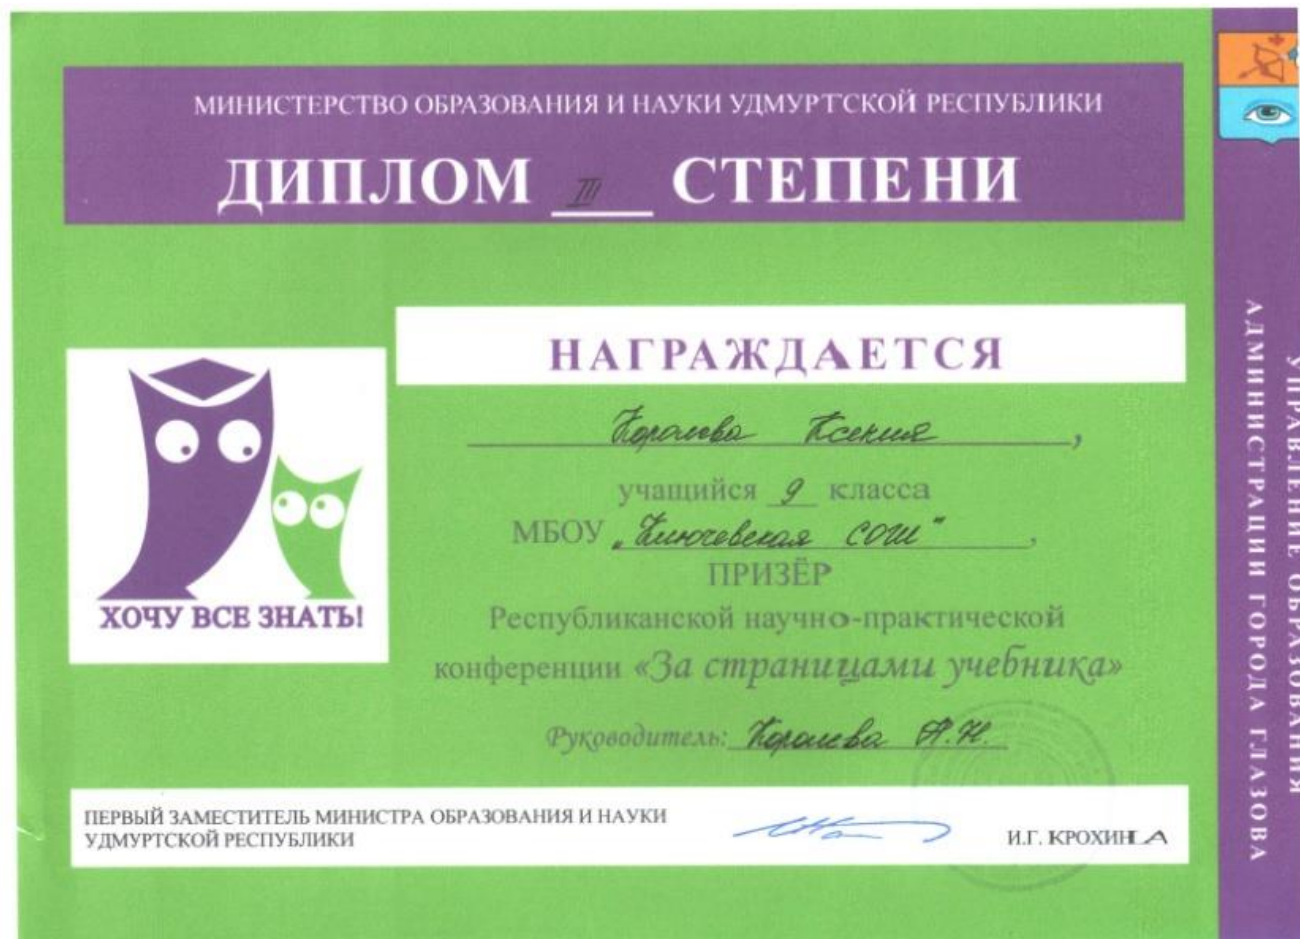 МИНИСТЕРСТВО ОБРАЗОВАНИЯ И НАУКИ УДМУРТСКОЙ РЕСПУБЛИКИ
ДИПЛОМ III СТЕПЕНИ
НАГРАЖДАЕТСЯ
Королева Ксения,
учащийся 9 класса
МБОУ „Ключевская СОШ",
ПРИЗЁР
Республиканской научно-практической
конференции «За страницами учебника»
Руководитель: Королева А.Н.
ХОЧУ ВСЕ ЗНАТЬ!
ПЕРВЫЙ ЗАМЕСТИТЕЛЬ МИНИСТРА ОБРАЗОВАНИЯ И НАУКИ
УДМУРТСКОЙ РЕСПУБЛИКИ
И.Г. КРОХИНА
УПРАВЛЕНИЕ ОБРАЗОВАНИЯ
АДМИНИСТРАЦИИ ГОРОДА ГЛАЗОВА